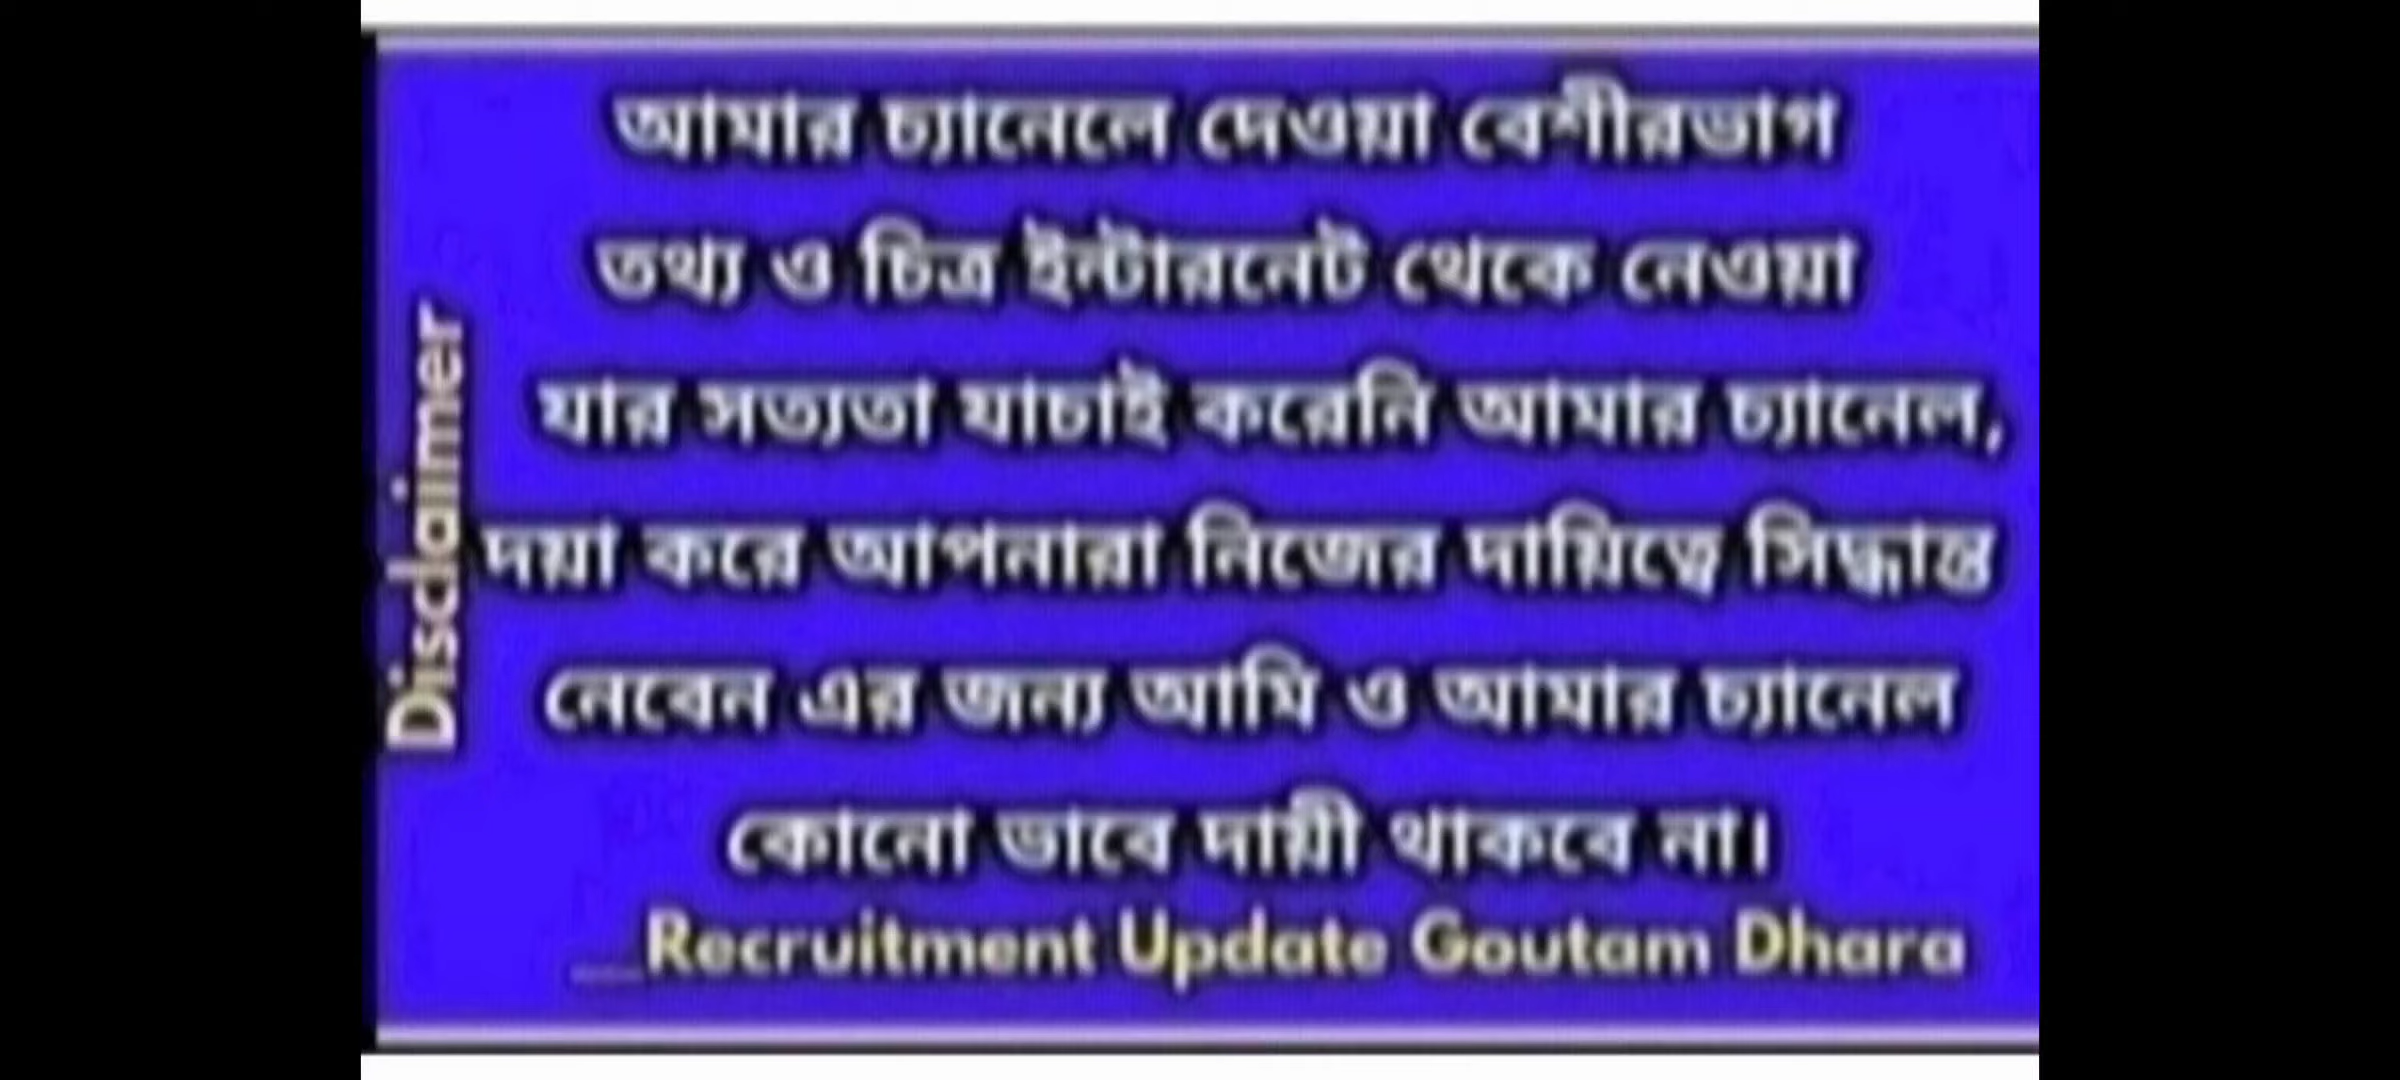 Disclaimer
আমার চ্যানেলে দেওয়া বেশীরভাগ
তথ্য ও চিত্র ইন্টারনেট থেকে নেওয়া
যার সত্যতা যাচাই করেনি আমার চ্যানেল,
দয়া করে আপনারা নিজের দায়িত্বে সিদ্ধান্ত
নেবেন এর জন্য আমি ও আমার চ্যানেল
কোনো ভাবে দায়ী থাকবে না।
__Recruitment Update Goutam Dhara